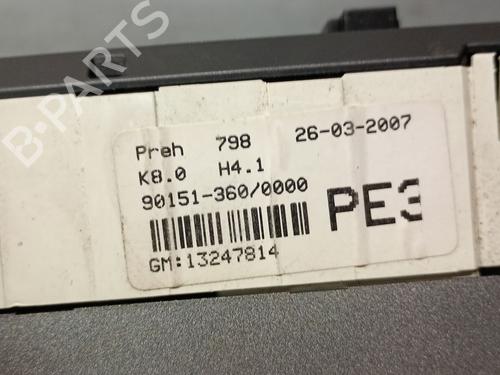 B-PARTS
Preh 798 26-03-2007
K8.0 H4.1
90151-360/0000
PE3
GM:13247814